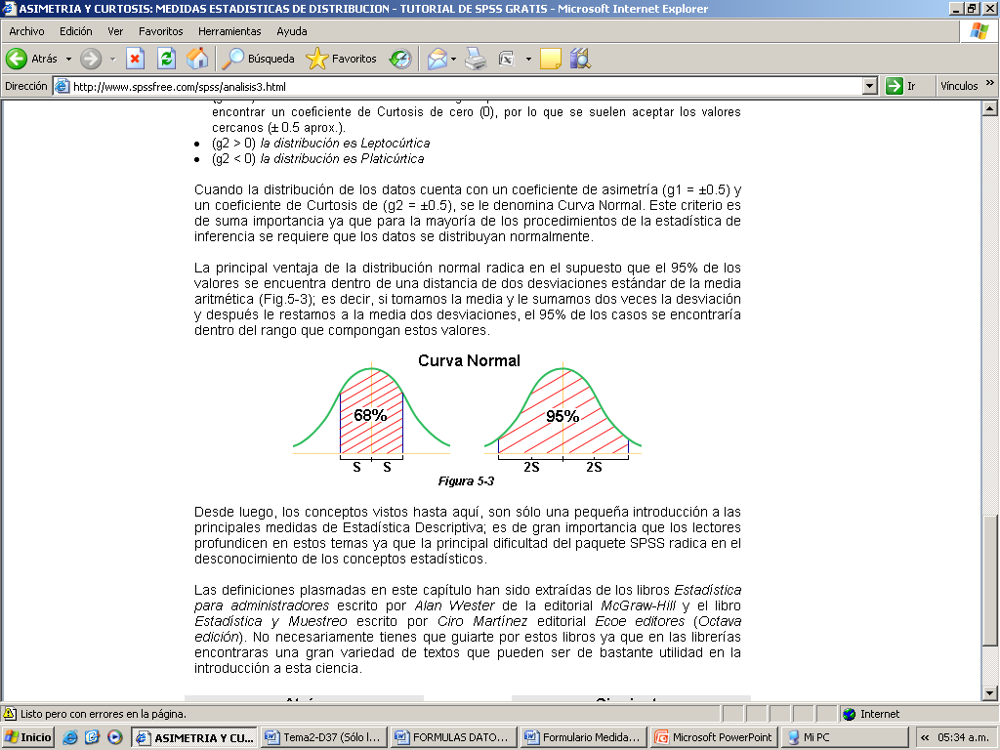 ASIMETRIA Y CURTOSIS: MEDIDAS ESTADISTICAS DE DISTRIBUCION - TUTORIAL DE SPSS GRATIS - Microsoft Internet Explorer
Archivo Edición Ver Favoritos Herramientas Ayuda
Atrás Búsqueda Favoritos
Dirección http://www.spssfree.com/spss/analisis3.html Ir Vínculos »
encontrar un coeficiente de Curtosis de cero (0), por lo que se suelen aceptar los valores
cercanos (± 0.5 aprox.).
• (g2 > 0) la distribución es Leptocúrtica
• (g2 < 0) la distribución es Platicúrtica
Cuando la distribución de los datos cuenta con un coeficiente de asimetría (g1 = ±0.5) y
un coeficiente de Curtosis de (g2 = ±0.5), se le denomina Curva Normal. Este criterio es
de suma importancia ya que para la mayoría de los procedimientos de la estadística de
inferencia se requiere que los datos se distribuyan normalmente.
La principal ventaja de la distribución normal radica en el supuesto que el 95% de los
valores se encuentra dentro de una distancia de dos desviaciones estándar de la media
aritmética (Fig.5-3); es decir, si tomamos la media y le sumamos dos veces la desviación
y después le restamos a la media dos desviaciones, el 95% de los casos se encontraría
dentro del rango que compongan estos valores.
Curva Normal
68% 95%
S S 2S 2S
Figura 5-3
Desde luego, los conceptos vistos hasta aquí, son sólo una pequeña introducción a las
principales medidas de Estadística Descriptiva; es de gran importancia que los lectores
profundicen en estos temas ya que la principal dificultad del paquete SPSS radica en el
desconocimiento de los conceptos estadísticos.
Las definiciones plasmadas en este capítulo han sido extraídas de los libros Estadística
para administradores escrito por Alan Wester de la editorial McGraw-Hill y el libro
Estadística y Muestreo escrito por Ciro Martínez editorial Ecoe editores (Octava
edición). No necesariamente tienes que guiarte por estos libros ya que en las librerías
encontraras una gran variedad de textos que pueden ser de bastante utilidad en la
introducción a esta ciencia.
Listo pero con errores en la página. Internet
Inicio ASIMETRIA Y CU... Tema2-D37 (Sólo l... FORMULAS DATO... Formulario Medida... Microsoft PowerPoint Mi PC « 05:34 a.m.